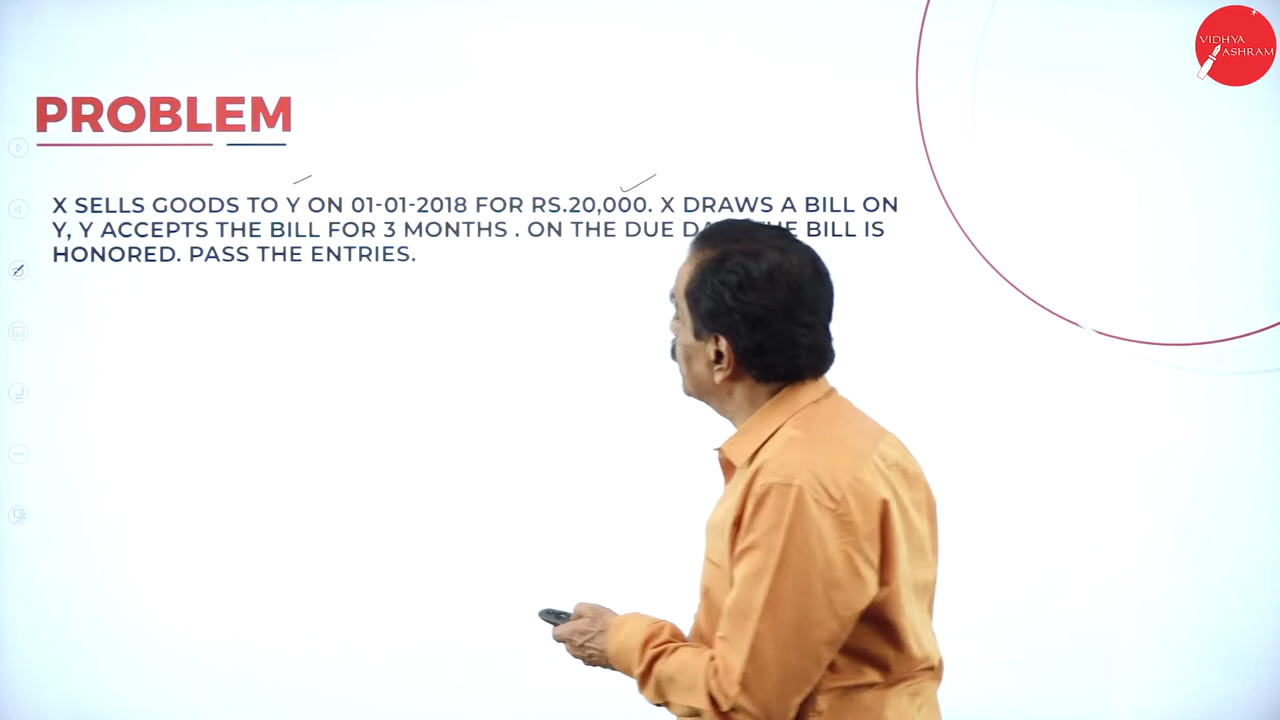 VIDHYA
ASHRAM
PROBLEM
X SELLS GOODS TO Y ON 01-01-2018 FOR RS.20,000. X DRAWS A BILL ON
Y, Y ACCEPTS THE BILL FOR 3 MONTHS . ON THE DUE BILL IS
HONORED. PASS THE ENTRIES.